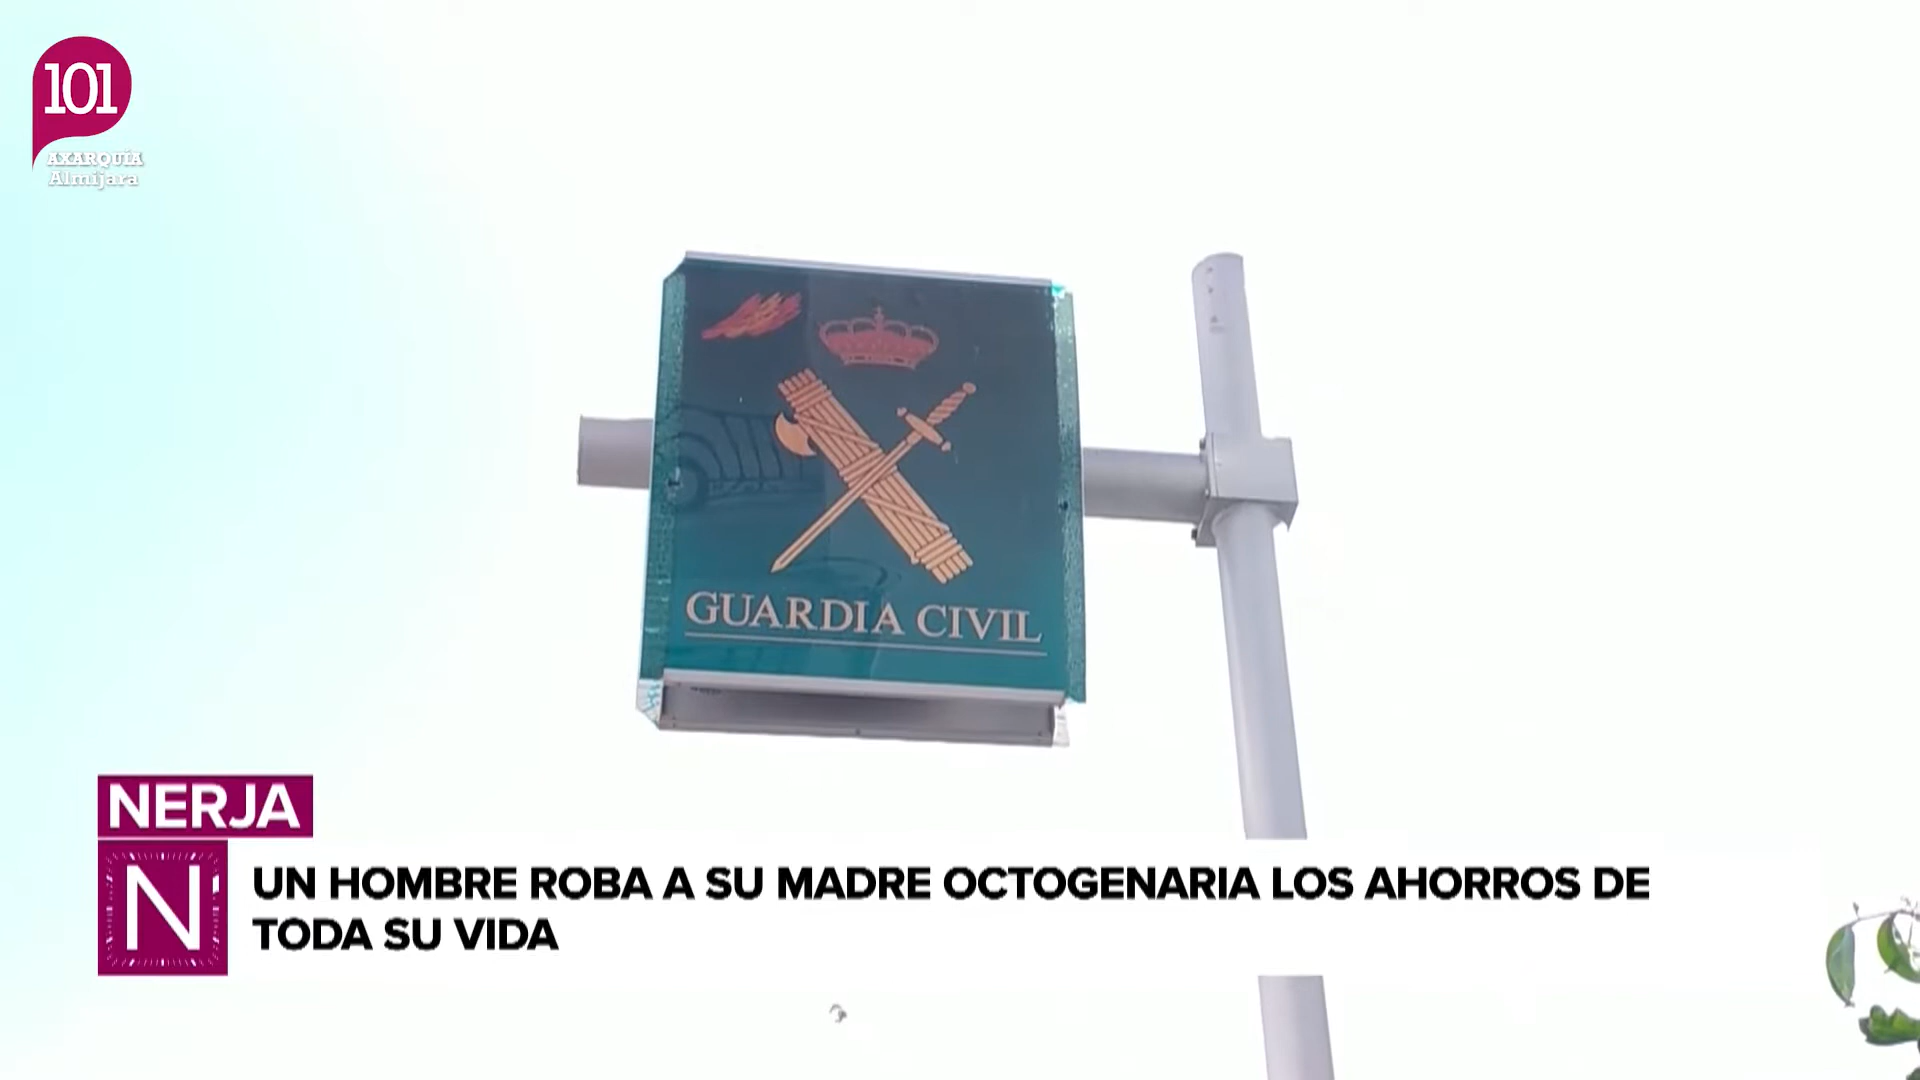 101
AXARQUÍA
Almijara
GUARDIA CIVIL
NERJA
N
UN HOMBRE ROBA A SU MADRE OCTOGENARIA LOS AHORROS DE
TODA SU VIDA